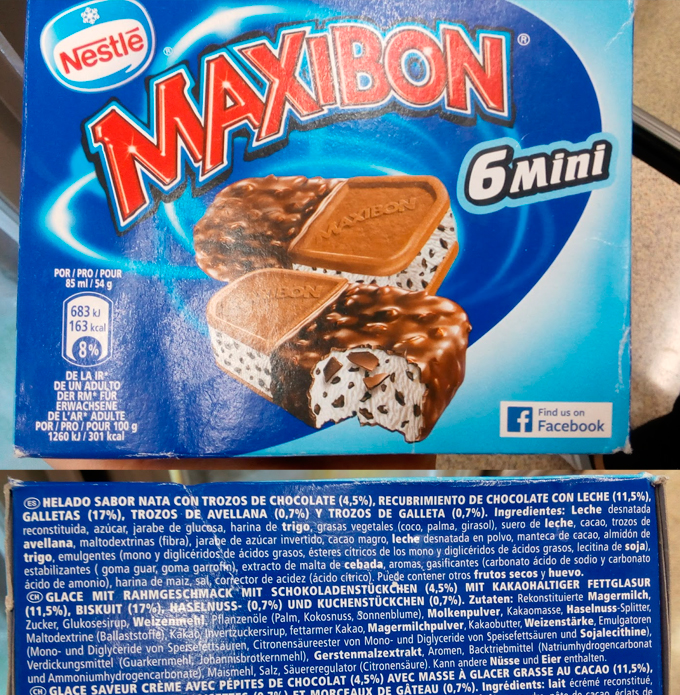 Nestlé
MAXIBON
6 Mini
MAXIBON
BON
POR / PRO / POUR
85 ml / 54 g
683 kJ
163 kcal
8%
DE LA IR*
DE UN ADULTO
DER RM* FÜR
ERWACHSENE
DE L'AR* ADULTE
POR / PRO / POUR 100 g
1260 kJ / 301 kcal
f Find us on
Facebook
ES HELADO SABOR NATA CON TROZOS DE CHOCOLATE (4,5%), RECUBRIMIENTO DE CHOCOLATE CON LECHE (11,5%),
GALLETAS (17%), TROZOS DE AVELLANA (0,7%) Y TROZOS DE GALLETA (0,7%). Ingredientes: Leche desnatada
reconstituida, azúcar, jarabe de glucosa, harina de trigo, grasas vegetales (coco, palma, girasol), suero de leche, cacao, trozos de
avellana, maltodextrinas (fibra), jarabe de azúcar invertido, cacao magro, leche desnatada en polvo, manteca de cacao, almidón de
trigo, emulgentes (mono y diglicéridos de ácidos grasos, ésteres cítricos de los mono y diglicéridos de ácidos grasos, lecitina de soja),
estabilizantes ( goma guar, goma garrofín), extracto de malta de cebada, aromas, gasificantes (carbonato ácido de sodio y carbonato
ácido de amonio), harina de maíz, sal, corrector de acidez (ácido cítrico). Puede contener otros frutos secos y huevo.
CH GLACE MIT RAHMGESCHMACK MIT SCHOKOLADENSTÜCKCHEN (4,5%) MIT KAKAOHALTIGER FETTGLASUR
(11,5%), BISKUIT (17%), HASELNUSS- (0,7%) UND KUCHENSTÜCKCHEN (0,7%). Zutaten: Rekonstituierte Magermilch,
Zucker, Glukosesirup, Weizenmehl, Pflanzenöle (Palm, Kokosnuss, Sonnenblume), Molkenpulver, Kakaomasse, Haselnuss-Splitter,
Maltodextrine (Ballaststoffe), Kakao, Invertzuckersirup, fettarmer Kakao, Magermilchpulver, Kakaobutter, Weizenstärke, Emulgatoren
(Mono- und Diglyceride von Speisefettsäuren, Citronensäureester von Mono- und Diglyceride von Speisefettsäuren und Sojalecithine),
Verdickungsmittel (Guarkernmehl, Johannisbrotkernmehl), Gerstenmalzextrakt, Aromen, Backtriebmittel (Natriumhydrogencarbonat
und Ammoniumhydrogencarbonate), Maismehl, Salz, Säureregulator (Citronensäure). Kann andere Nüsse und Eier enthalten.
CH GLACE SAVEUR CRÈME AVEC PÉPITES DE CHOCOLAT (4,5%) AVEC MASSE À GLACER GRASSE AU CACAO (11,5%),
(0,7%) ET MORCEAUX DE GÂTEAU (0,7%). Ingrédients: lait écrémé reconstitué,